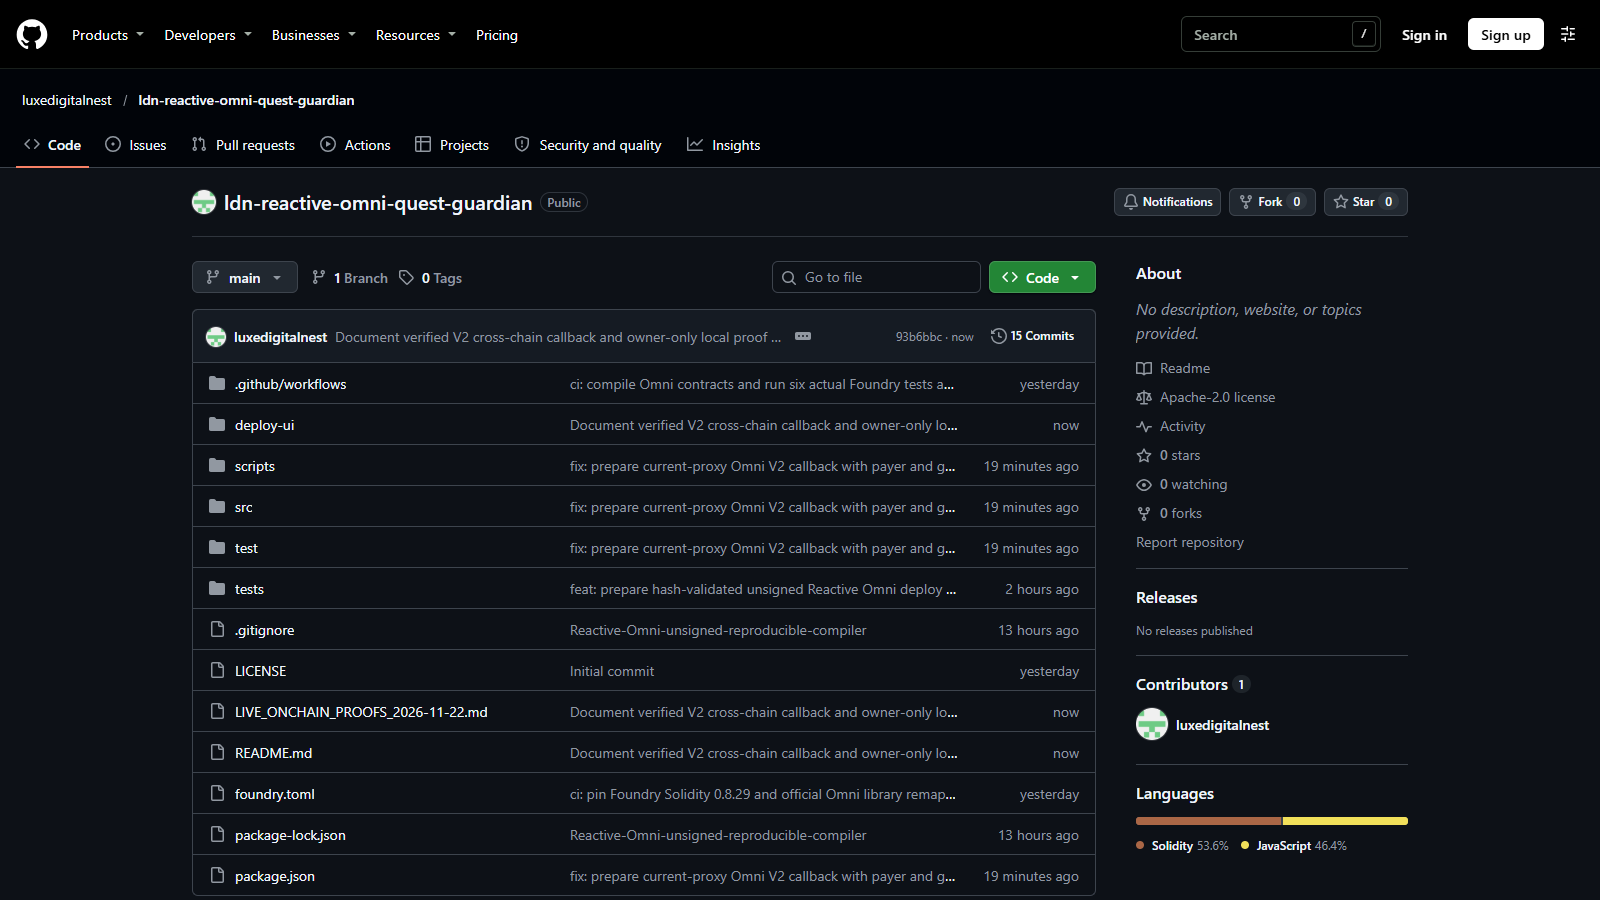 Products Developers Businesses Resources Pricing Search / Sign in Sign up
luxedigitalnest / ldn-reactive-omni-quest-guardian
Code Issues Pull requests Actions Projects Security and quality Insights
ldn-reactive-omni-quest-guardian Public Notifications Fork 0 Star 0
main 1 Branch 0 Tags Go to file Code
luxedigitalnest Document verified V2 cross-chain callback and owner-only local proof ... 93b6bbc · now 15 Commits
.github/workflows ci: compile Omni contracts and run six actual Foundry tests a... yesterday
deploy-ui Document verified V2 cross-chain callback and owner-only lo... now
scripts fix: prepare current-proxy Omni V2 callback with payer and g... 19 minutes ago
src fix: prepare current-proxy Omni V2 callback with payer and g... 19 minutes ago
test fix: prepare current-proxy Omni V2 callback with payer and g... 19 minutes ago
tests feat: prepare hash-validated unsigned Reactive Omni deploy ... 2 hours ago
.gitignore Reactive-Omni-unsigned-reproducible-compiler 13 hours ago
LICENSE Initial commit yesterday
LIVE_ONCHAIN_PROOFS_2026-11-22.md Document verified V2 cross-chain callback and owner-only lo... now
README.md Document verified V2 cross-chain callback and owner-only lo... now
foundry.toml ci: pin Foundry Solidity 0.8.29 and official Omni library remap... yesterday
package-lock.json Reactive-Omni-unsigned-reproducible-compiler 13 hours ago
package.json fix: prepare current-proxy Omni V2 callback with payer and g... 19 minutes ago
About
No description, website, or topics
provided.
Readme
Apache-2.0 license
Activity
0 stars
0 watching
0 forks
Report repository
Releases
No releases published
Contributors 1
luxedigitalnest
Languages
Solidity 53.6% JavaScript 46.4%